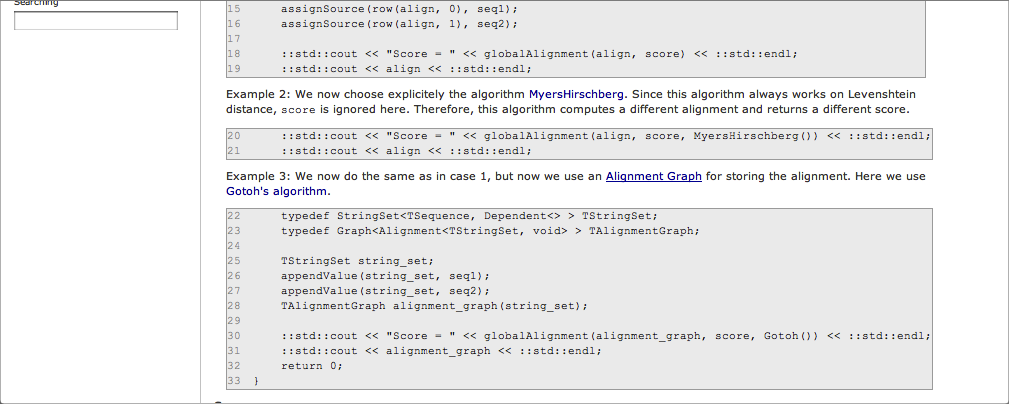 Searching
15 assignSource(row(align, 0), seq1);
16 assignSource(row(align, 1), seq2);
17
18 ::std::cout << "Score = " << globalAlignment(align, score) << ::std::endl;
19 ::std::cout << align << ::std::endl;
Example 2: We now choose explicitely the algorithm MyersHirschberg. Since this algorithm always works on Levenshtein
distance, score is ignored here. Therefore, this algorithm computes a different alignment and returns a different score.
20 ::std::cout << "Score = " << globalAlignment(align, score, MyersHirschberg()) << ::std::endl;
21 ::std::cout << align << ::std::endl;
Example 3: We now do the same as in case 1, but now we use an Alignment Graph for storing the alignment. Here we use
Gotoh's algorithm.
22 typedef StringSet<TSequence, Dependent<> > TStringSet;
23 typedef Graph<Alignment<TStringSet, void> > TAlignmentGraph;
24
25 TStringSet string_set;
26 appendValue(string_set, seq1);
27 appendValue(string_set, seq2);
28 TAlignmentGraph alignment_graph(string_set);
29
30 ::std::cout << "Score = " << globalAlignment(alignment_graph, score, Gotoh()) << ::std::endl;
31 ::std::cout << alignment_graph << ::std::endl;
32 return 0;
33 }